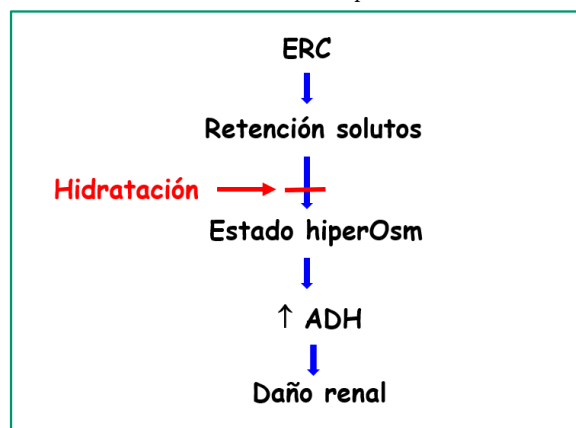 ERC
Retención solutos
Hidratación
Estado hiperOsm
↑ ADH
Daño renal